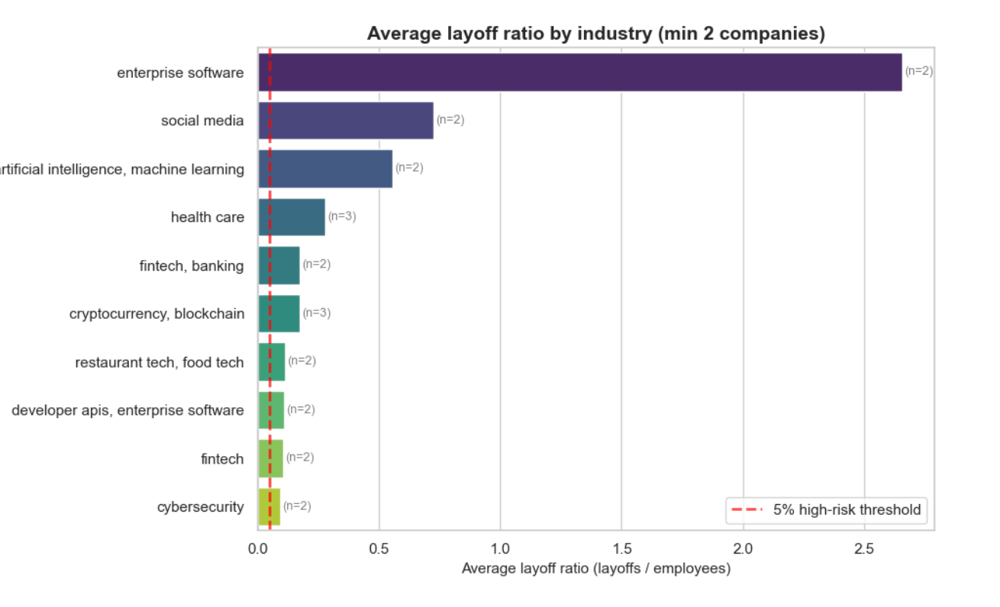 Average layoff ratio by industry (min 2 companies)
enterprise software (n=2)
social media (n=2)
rtificial intelligence, machine learning (n=2)
health care (n=3)
fintech, banking (n=2)
cryptocurrency, blockchain (n=3)
restaurant tech, food tech (n=2)
developer apis, enterprise software (n=2)
fintech (n=2)
cybersecurity (n=2)
5% high-risk threshold
0.0 0.5 1.0 1.5 2.0 2.5
Average layoff ratio (layoffs / employees)